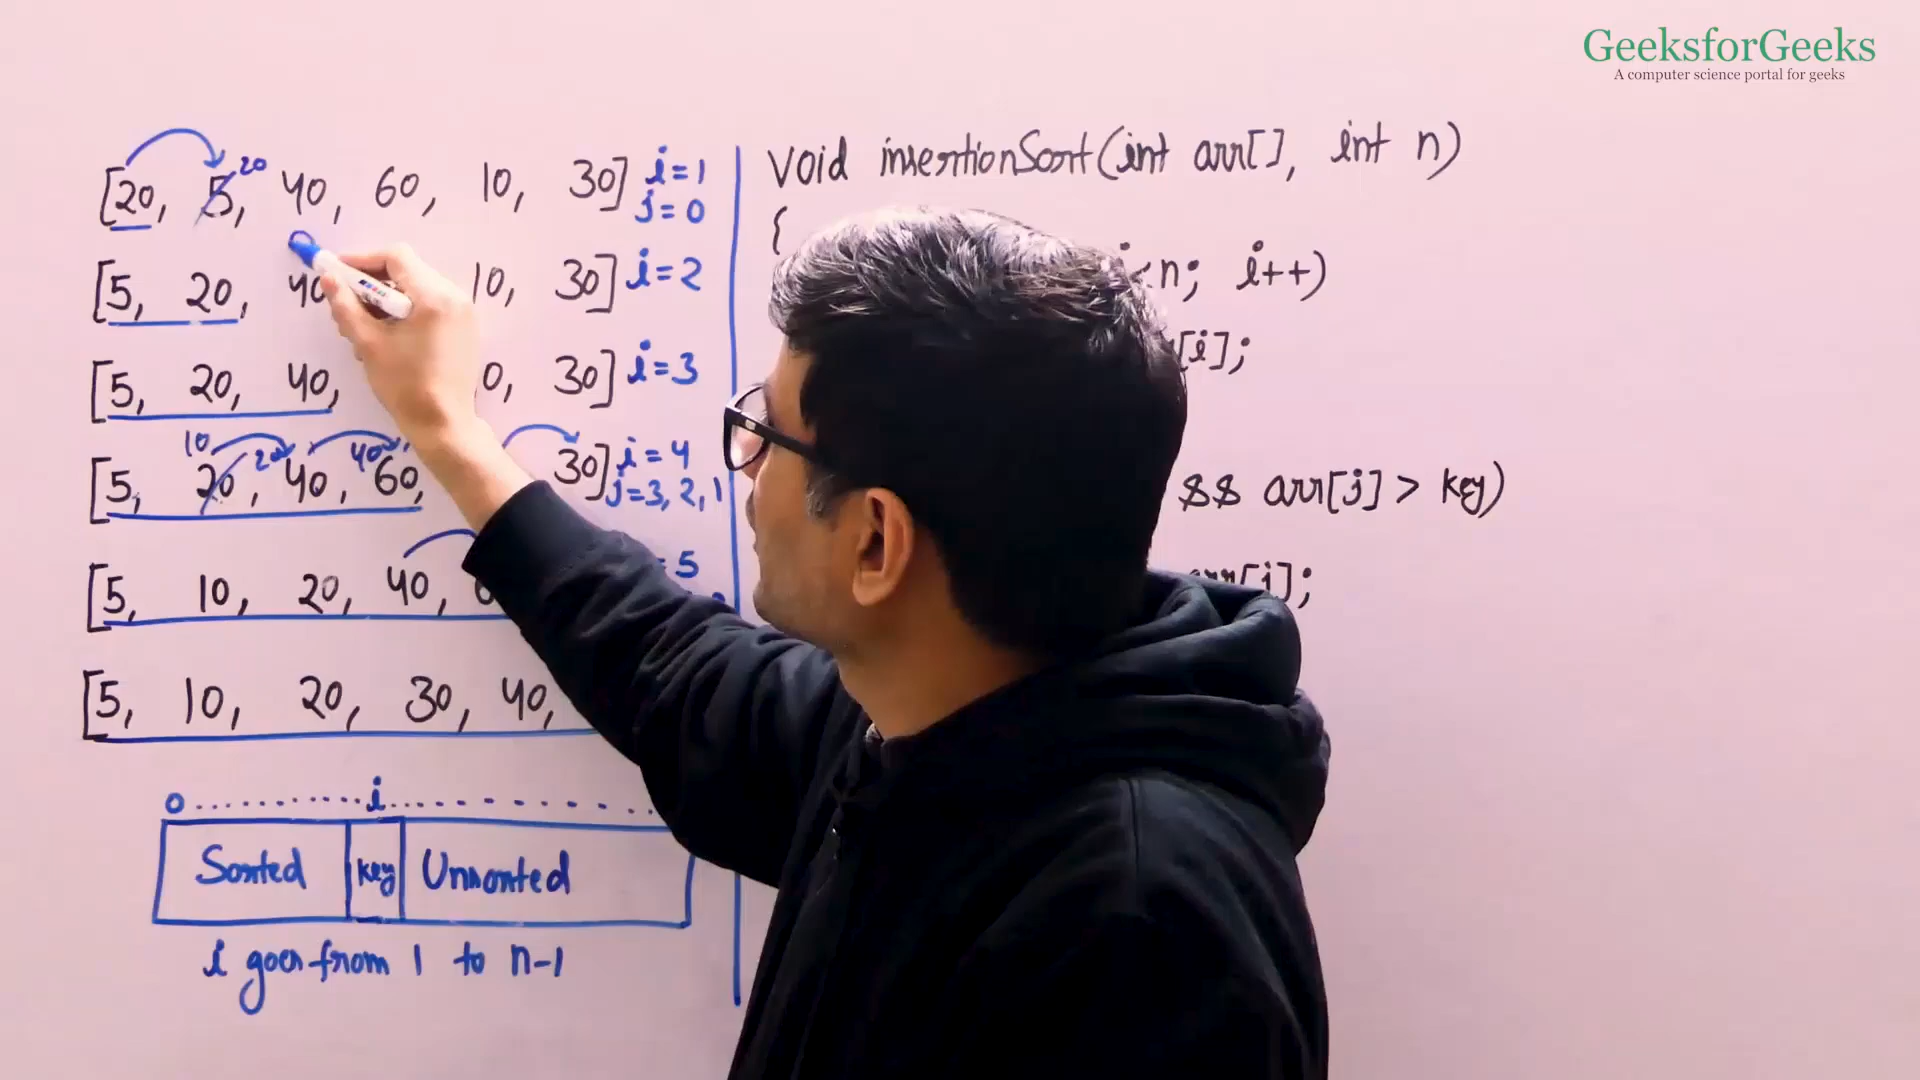 GeeksforGeeks
A computer science portal for geeks
[20, 5, 40, 60, 10, 30] i=1
20
j=0
[5, 20, 40 10, 30] i=2
[5, 20, 40, 0, 30] i=3
10 20 40
[5, 20, 40, 60, 30] i=4
j=3, 2, 1
[5, 10, 20, 40, = 5
[5, 10, 20, 30, 40,
0 i
Sorted key Unsorted
i goes from 1 to n-1
void insertionSort(int arr[], int n)
{
i<n; i++)
[i];
&& arr[j] > key)
arr[j];